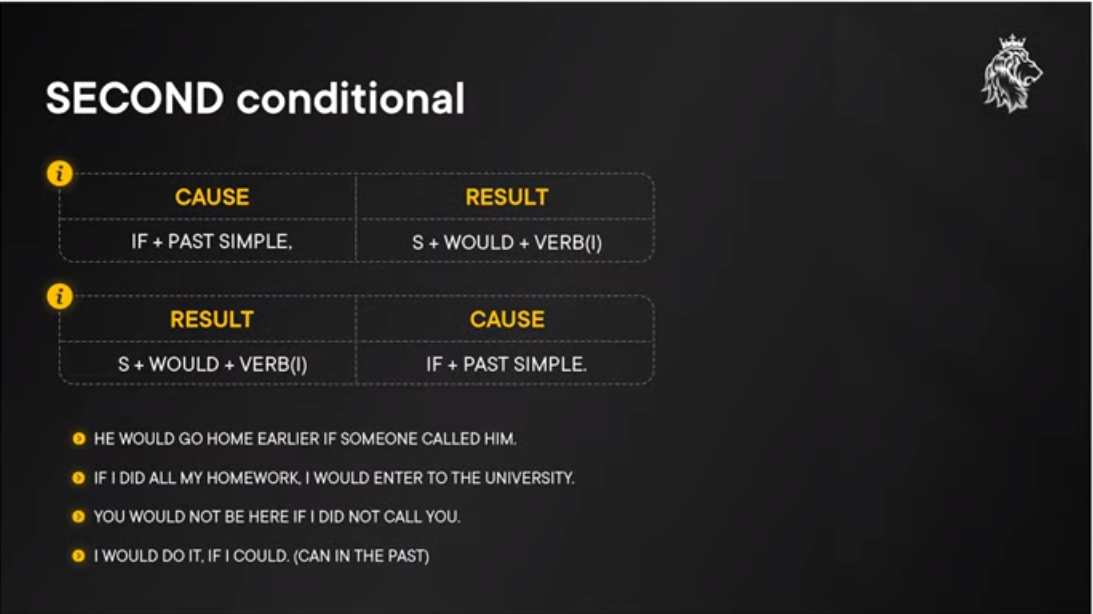 SECOND conditional
i
CAUSE RESULT
IF + PAST SIMPLE, S + WOULD + VERB(I)
i
RESULT CAUSE
S + WOULD + VERB(I) IF + PAST SIMPLE.
HE WOULD GO HOME EARLIER IF SOMEONE CALLED HIM.
IF I DID ALL MY HOMEWORK, I WOULD ENTER TO THE UNIVERSITY.
YOU WOULD NOT BE HERE IF I DID NOT CALL YOU.
I WOULD DO IT, IF I COULD. (CAN IN THE PAST)